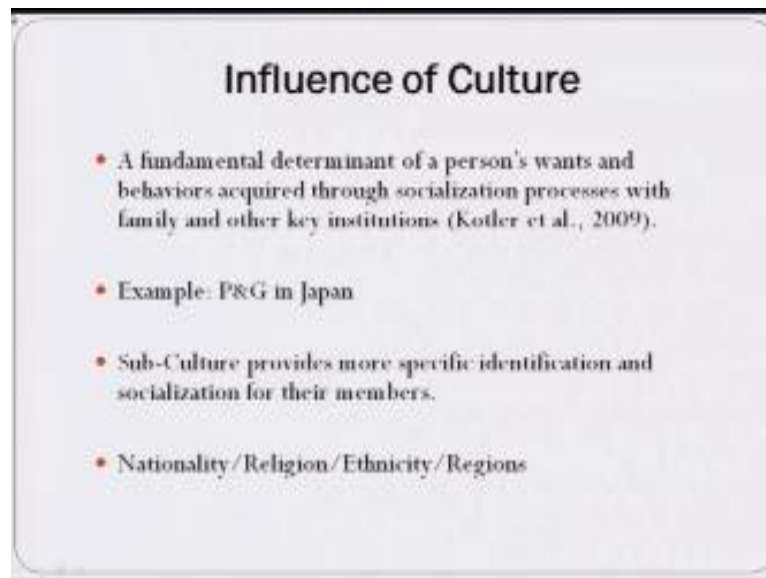 Influence of Culture
• A fundamental determinant of a person's wants and
behaviors acquired through socialization processes with
family and other key institutions (Kotler et al., 2009).
• Example: P&G in Japan
• Sub-Culture provides more specific identification and
socialization for their members.
• Nationality/Religion/Ethnicity/Regions